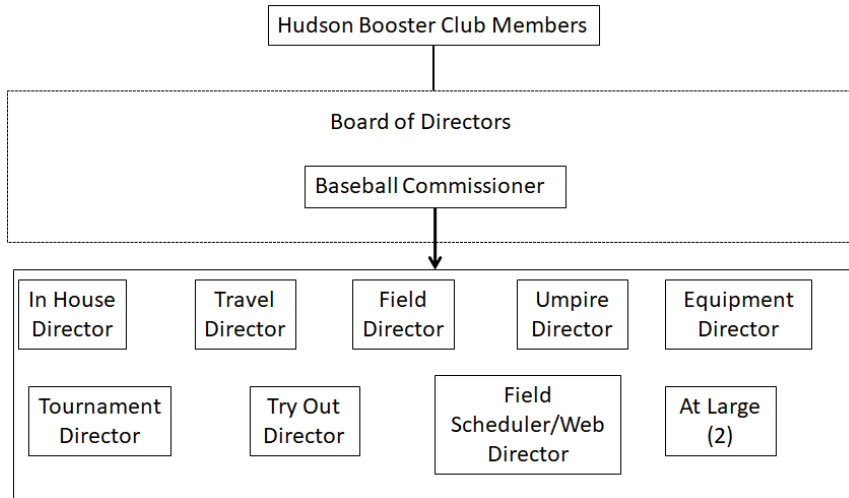 Hudson Booster Club Members
Board of Directors
Baseball Commissioner
In House
Director
Travel
Director
Field
Director
Umpire
Director
Equipment
Director
Tournament
Director
Try Out
Director
Field
Scheduler/Web
Director
At Large
(2)